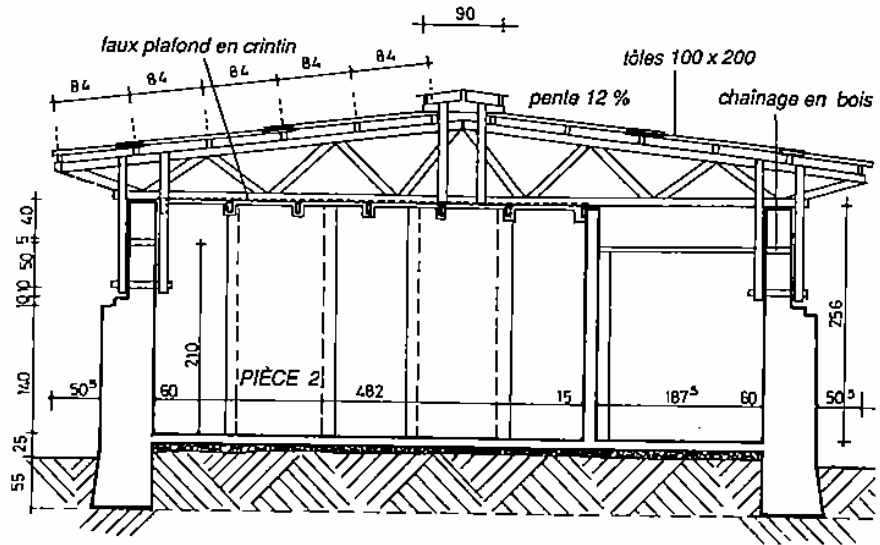 90
faux plafond en crintin
tôles 100 x 200
84 84 84 84 84
pente 12 %
chaînage en bois
40
5
50
10 10
140
25
55
210
256
PIÈCE 2
50⁵ 60 482 15 187⁵ 60 50⁵